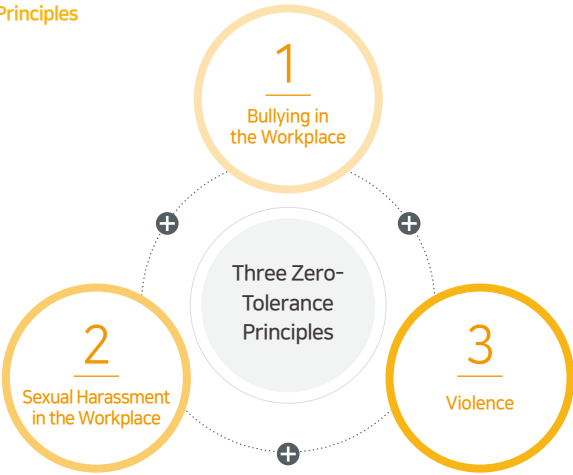 Principles
1
Bullying in
the Workplace
Three Zero-
Tolerance
Principles
2
Sexual Harassment
in the Workplace
3
Violence